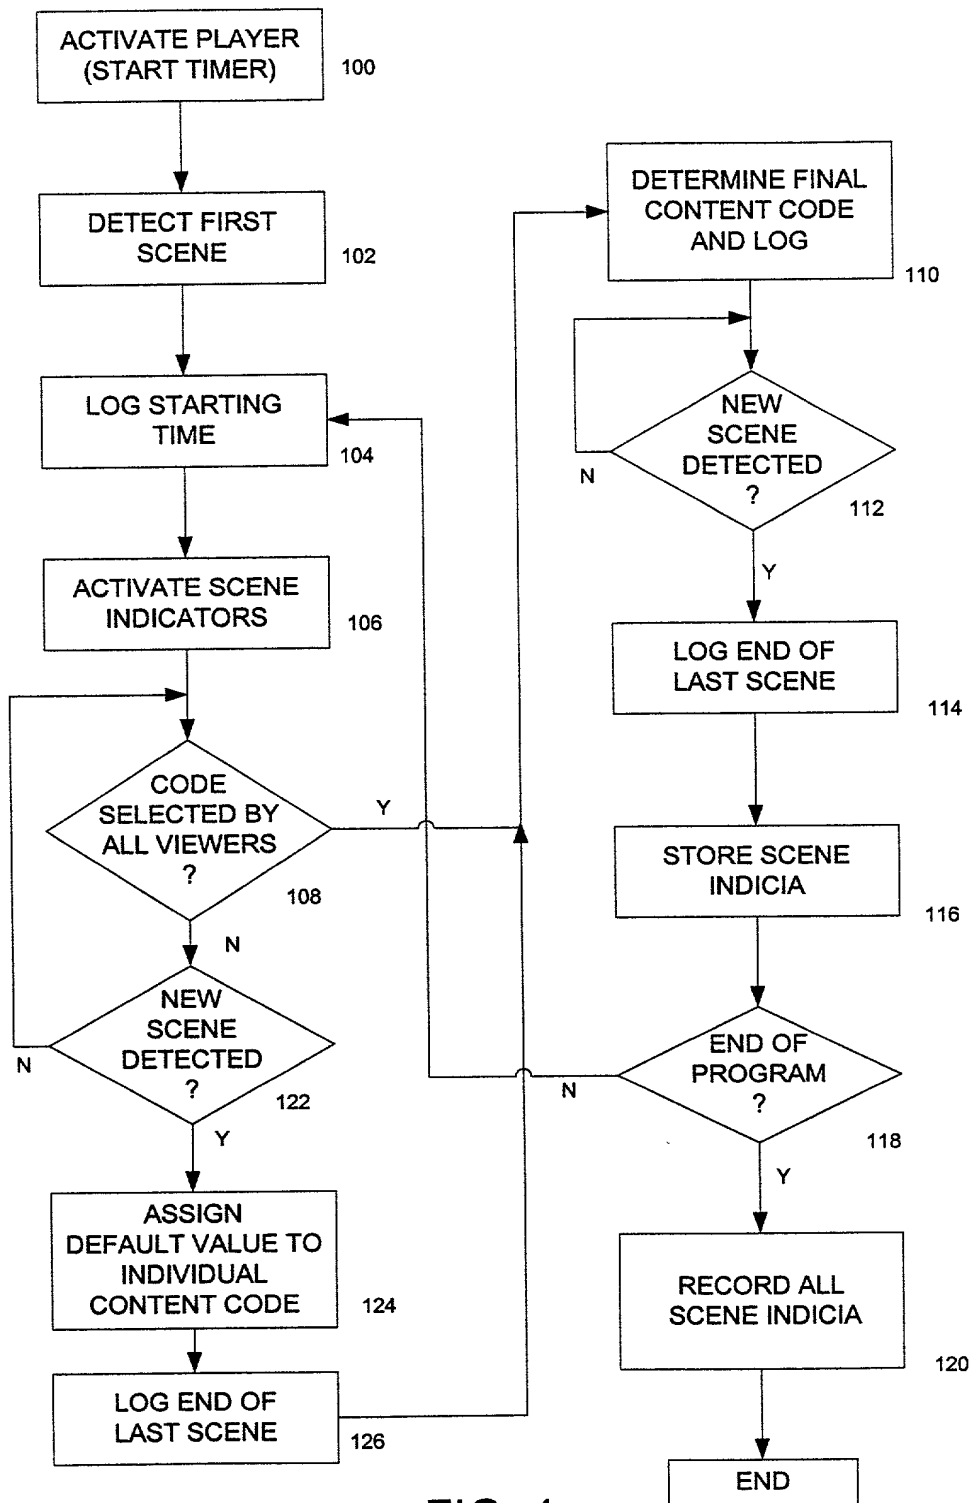 ACTIVATE PLAYER
(START TIMER)
100
DETECT FIRST
SCENE
102
LOG STARTING
TIME
104
ACTIVATE SCENE
INDICATORS
106
CODE
SELECTED BY
ALL VIEWERS
?
108
Y
N
NEW
SCENE
DETECTED
?
122
N
Y
ASSIGN
DEFAULT VALUE TO
INDIVIDUAL
CONTENT CODE
124
LOG END OF
LAST SCENE
126
DETERMINE FINAL
CONTENT CODE
AND LOG
110
NEW
SCENE
DETECTED
?
112
N
Y
LOG END OF
LAST SCENE
114
STORE SCENE
INDICIA
116
END OF
PROGRAM
?
118
N
Y
RECORD ALL
SCENE INDICIA
120
END